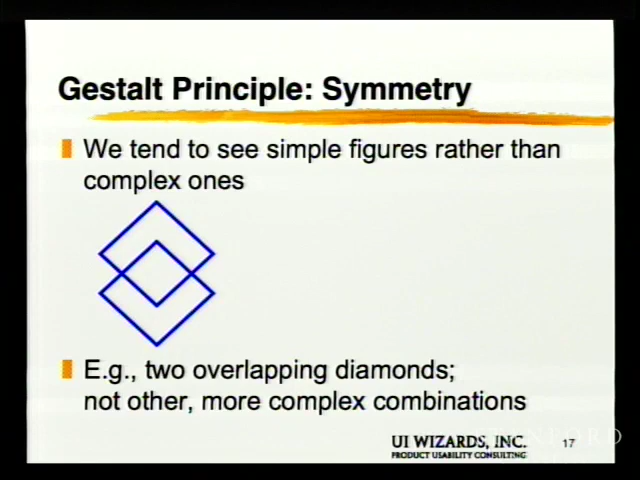 Gestalt Principle: Symmetry
We tend to see simple figures rather than
complex ones
E.g., two overlapping diamonds;
not other, more complex combinations
UI WIZARDS, INC.
PRODUCT USABILITY CONSULTING
17
STANFORD